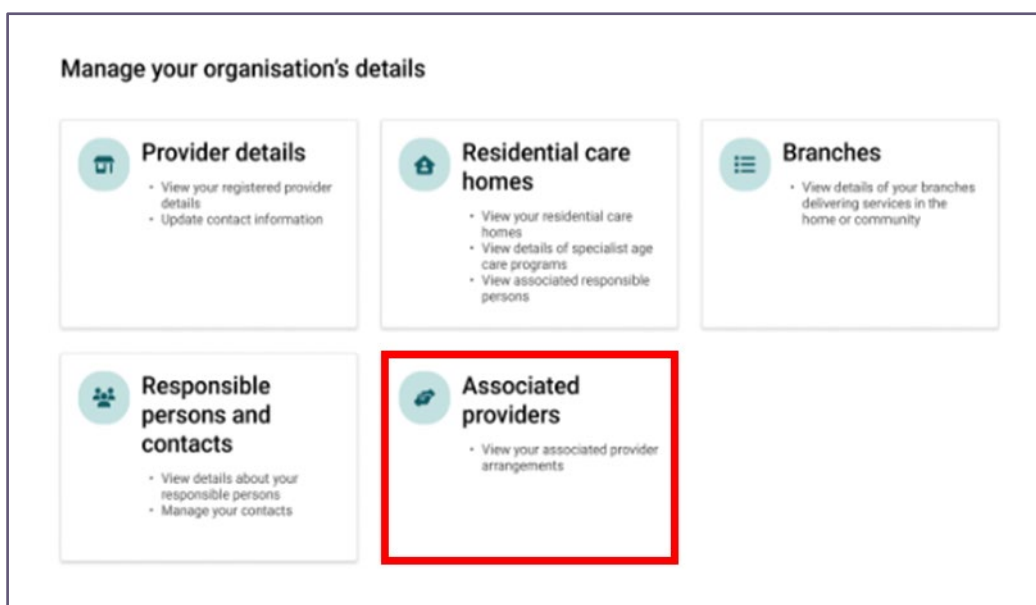 Manage your organisation's details
Provider details
• View your registered provider
details
• Update contact information
Residential care
homes
• View your residential care
homes
• View details of specialist age
care programs
• View associated responsible
persons
Branches
• View details of your branches
delivering services in the
home or community
Responsible
persons and
contacts
• View details about your
responsible persons
• Manage your contacts
Associated
providers
• View your associated provider
arrangements